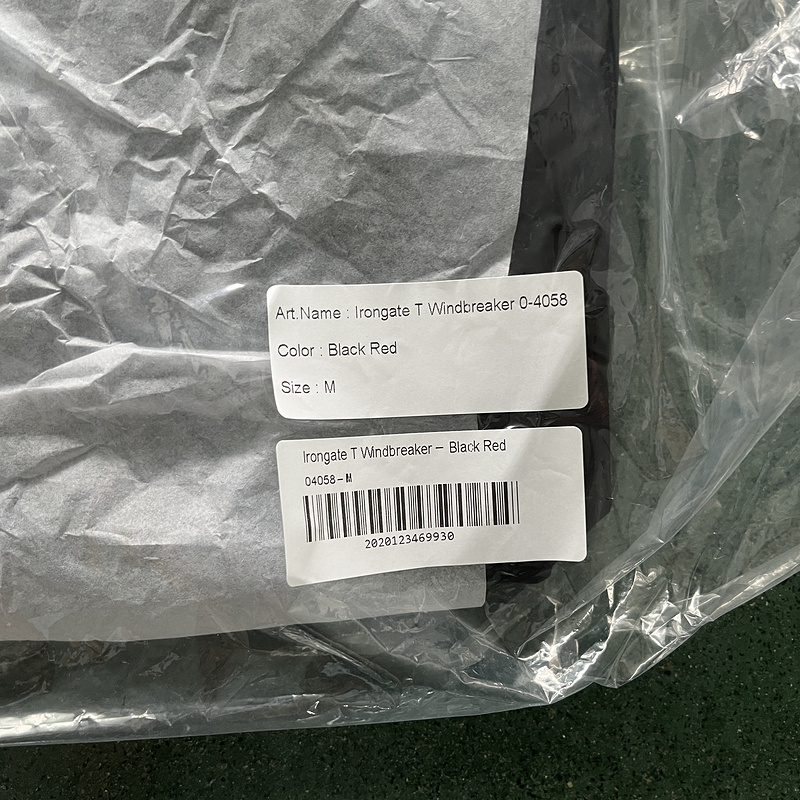 Art.Name : Irongate T Windbreaker 0-4058
Color : Black Red
Size : M
Irongate T Windbreaker – Black Red
04058-M
2020123469930